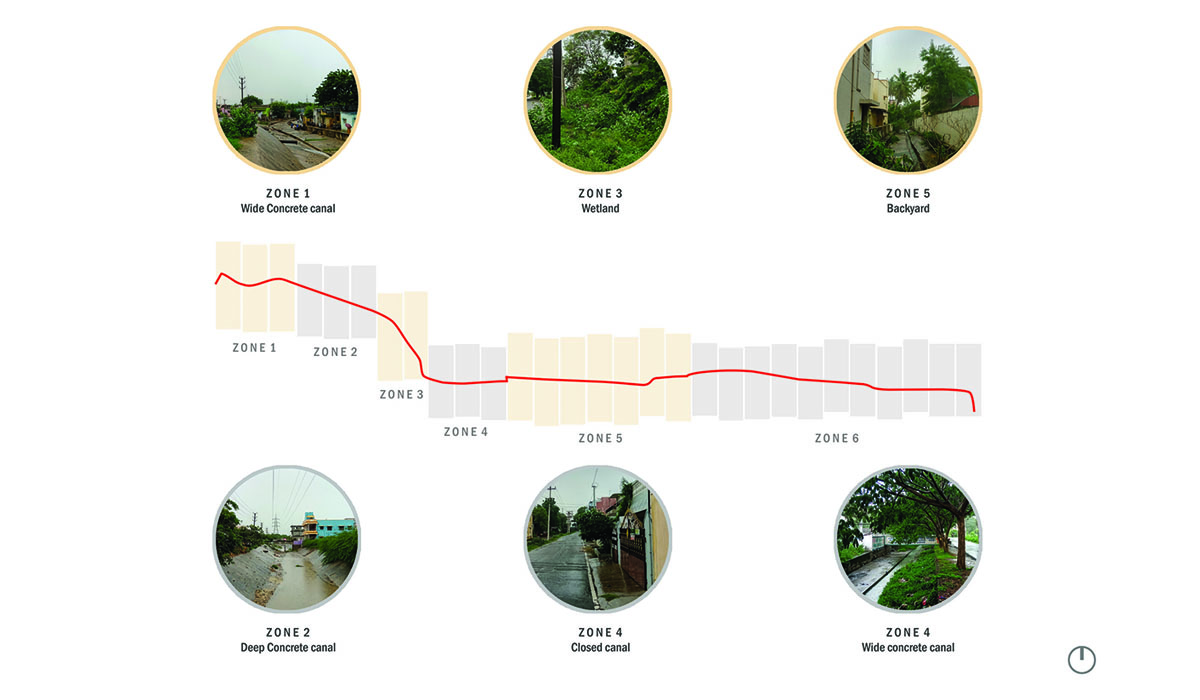 ZONE 1
Wide Concrete canal
ZONE 3
Wetland
ZONE 5
Backyard
ZONE 1
ZONE 2
ZONE 3
ZONE 4
ZONE 5
ZONE 6
ZONE 2
Deep Concrete canal
ZONE 4
Closed canal
ZONE 4
Wide concrete canal